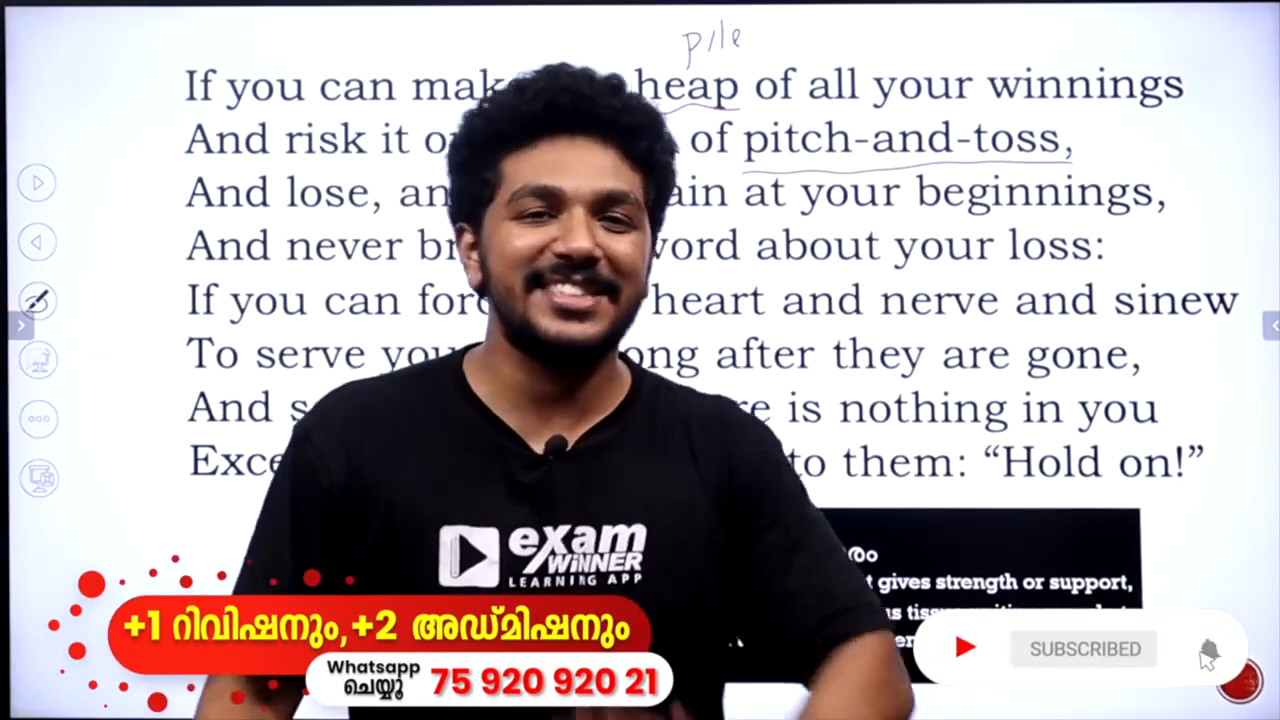 pile
If you can mak heap of all your winnings
And risk it o of pitch-and-toss,
And lose, an ain at your beginnings,
And never br word about your loss:
If you can forc heart and nerve and sinew
To serve you ong after they are gone,
And s re is nothing in you
Exce to them: “Hold on!”
exam
WINNER
LEARNING APP
t gives strength or support,
+1 റിവിഷനും,+2 അഡ്മിഷനും
Whatsapp
ചെയ്യൂ
75 920 920 21
SUBSCRIBED